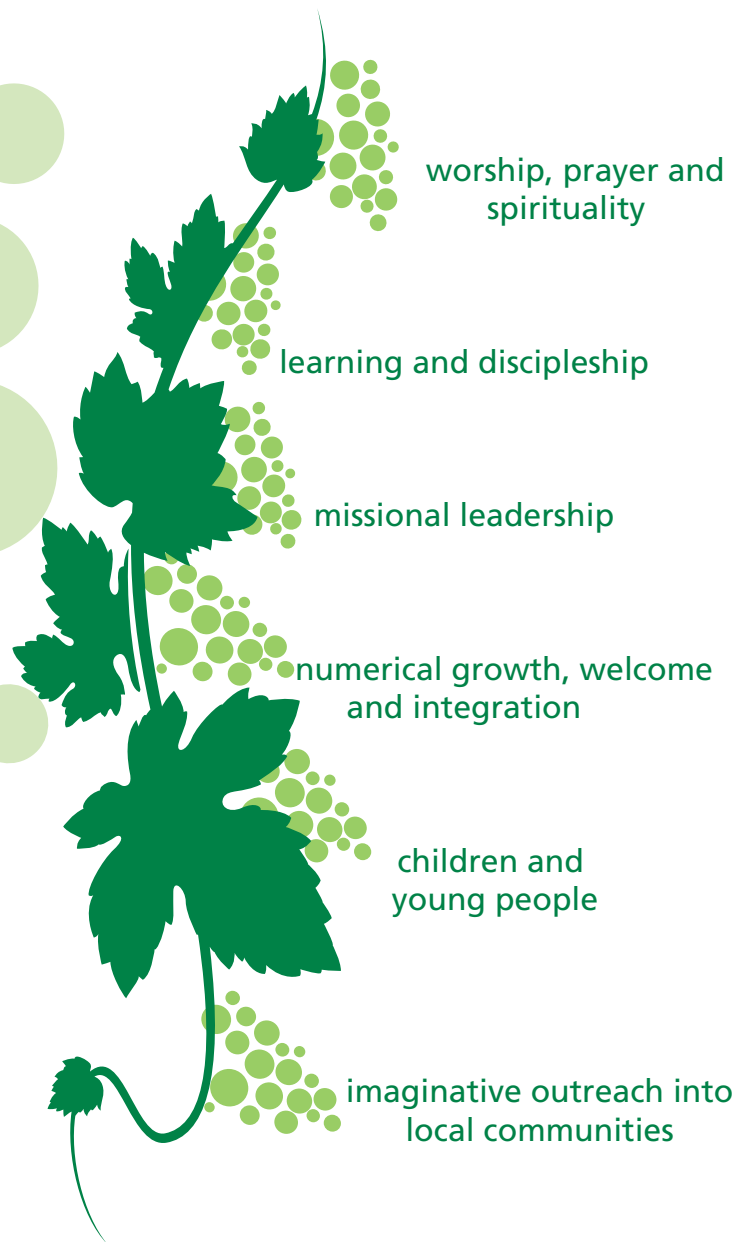 worship, prayer and
spirituality
learning and discipleship
missional leadership
numerical growth, welcome
and integration
children and
young people
imaginative outreach into
local communities